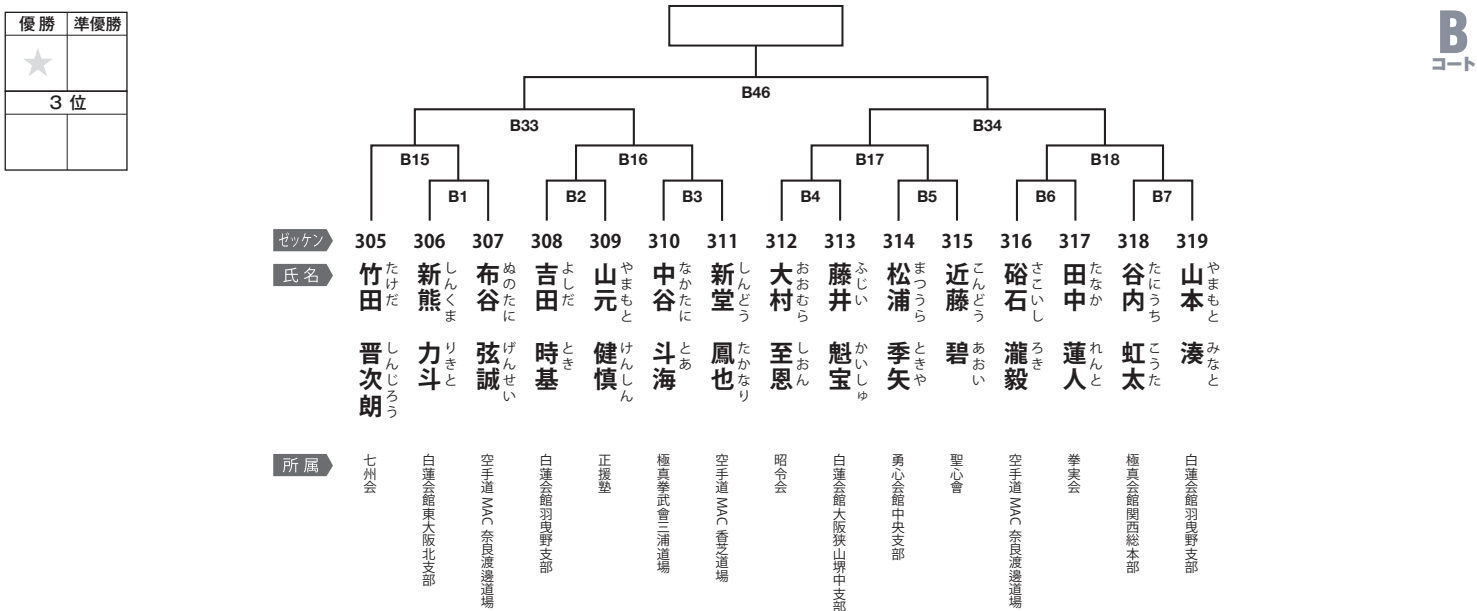 優勝 準優勝
★
3 位
B
コート
B46
B33 B34
B15 B16 B17 B18
B1 B2 B3 B4 B5 B6 B7
ゼッケン 305 306 307 308 309 310 311 312 313 314 315 316 317 318 319
氏名
竹田 晋次朗
たけだ しんじろう
新熊 力斗
しんくま りきと
布谷 弦誠
ぬのたに げんせい
吉田 時基
よしだ とき
山元 健慎
やまもと けんしん
中谷 斗海
なかたに とあ
新堂 鳳也
しんどう たかなり
大村 至恩
おおむら しおん
藤井 魁宝
ふじい かいしゅ
松浦 季矢
まつうら ときや
近藤 碧
こんどう あおい
硲石 瀧毅
さこいし ろき
田中 蓮人
たなか れんと
谷内 虹太
たにうち こうた
山本 湊
やまもと みなと
所属
七州会
白蓮会館東大阪北支部
空手道 MAC 奈良渡邊道場
白蓮会館羽曳野支部
正援塾
極真拳武會三浦道場
空手道 MAC 香芝道場
昭令会
白蓮会館大阪狭山堺中支部
勇心会館中央支部
聖心會
空手道 MAC 奈良渡邊道場
拳実会
極真会館関西総本部
白蓮会館羽曳野支部